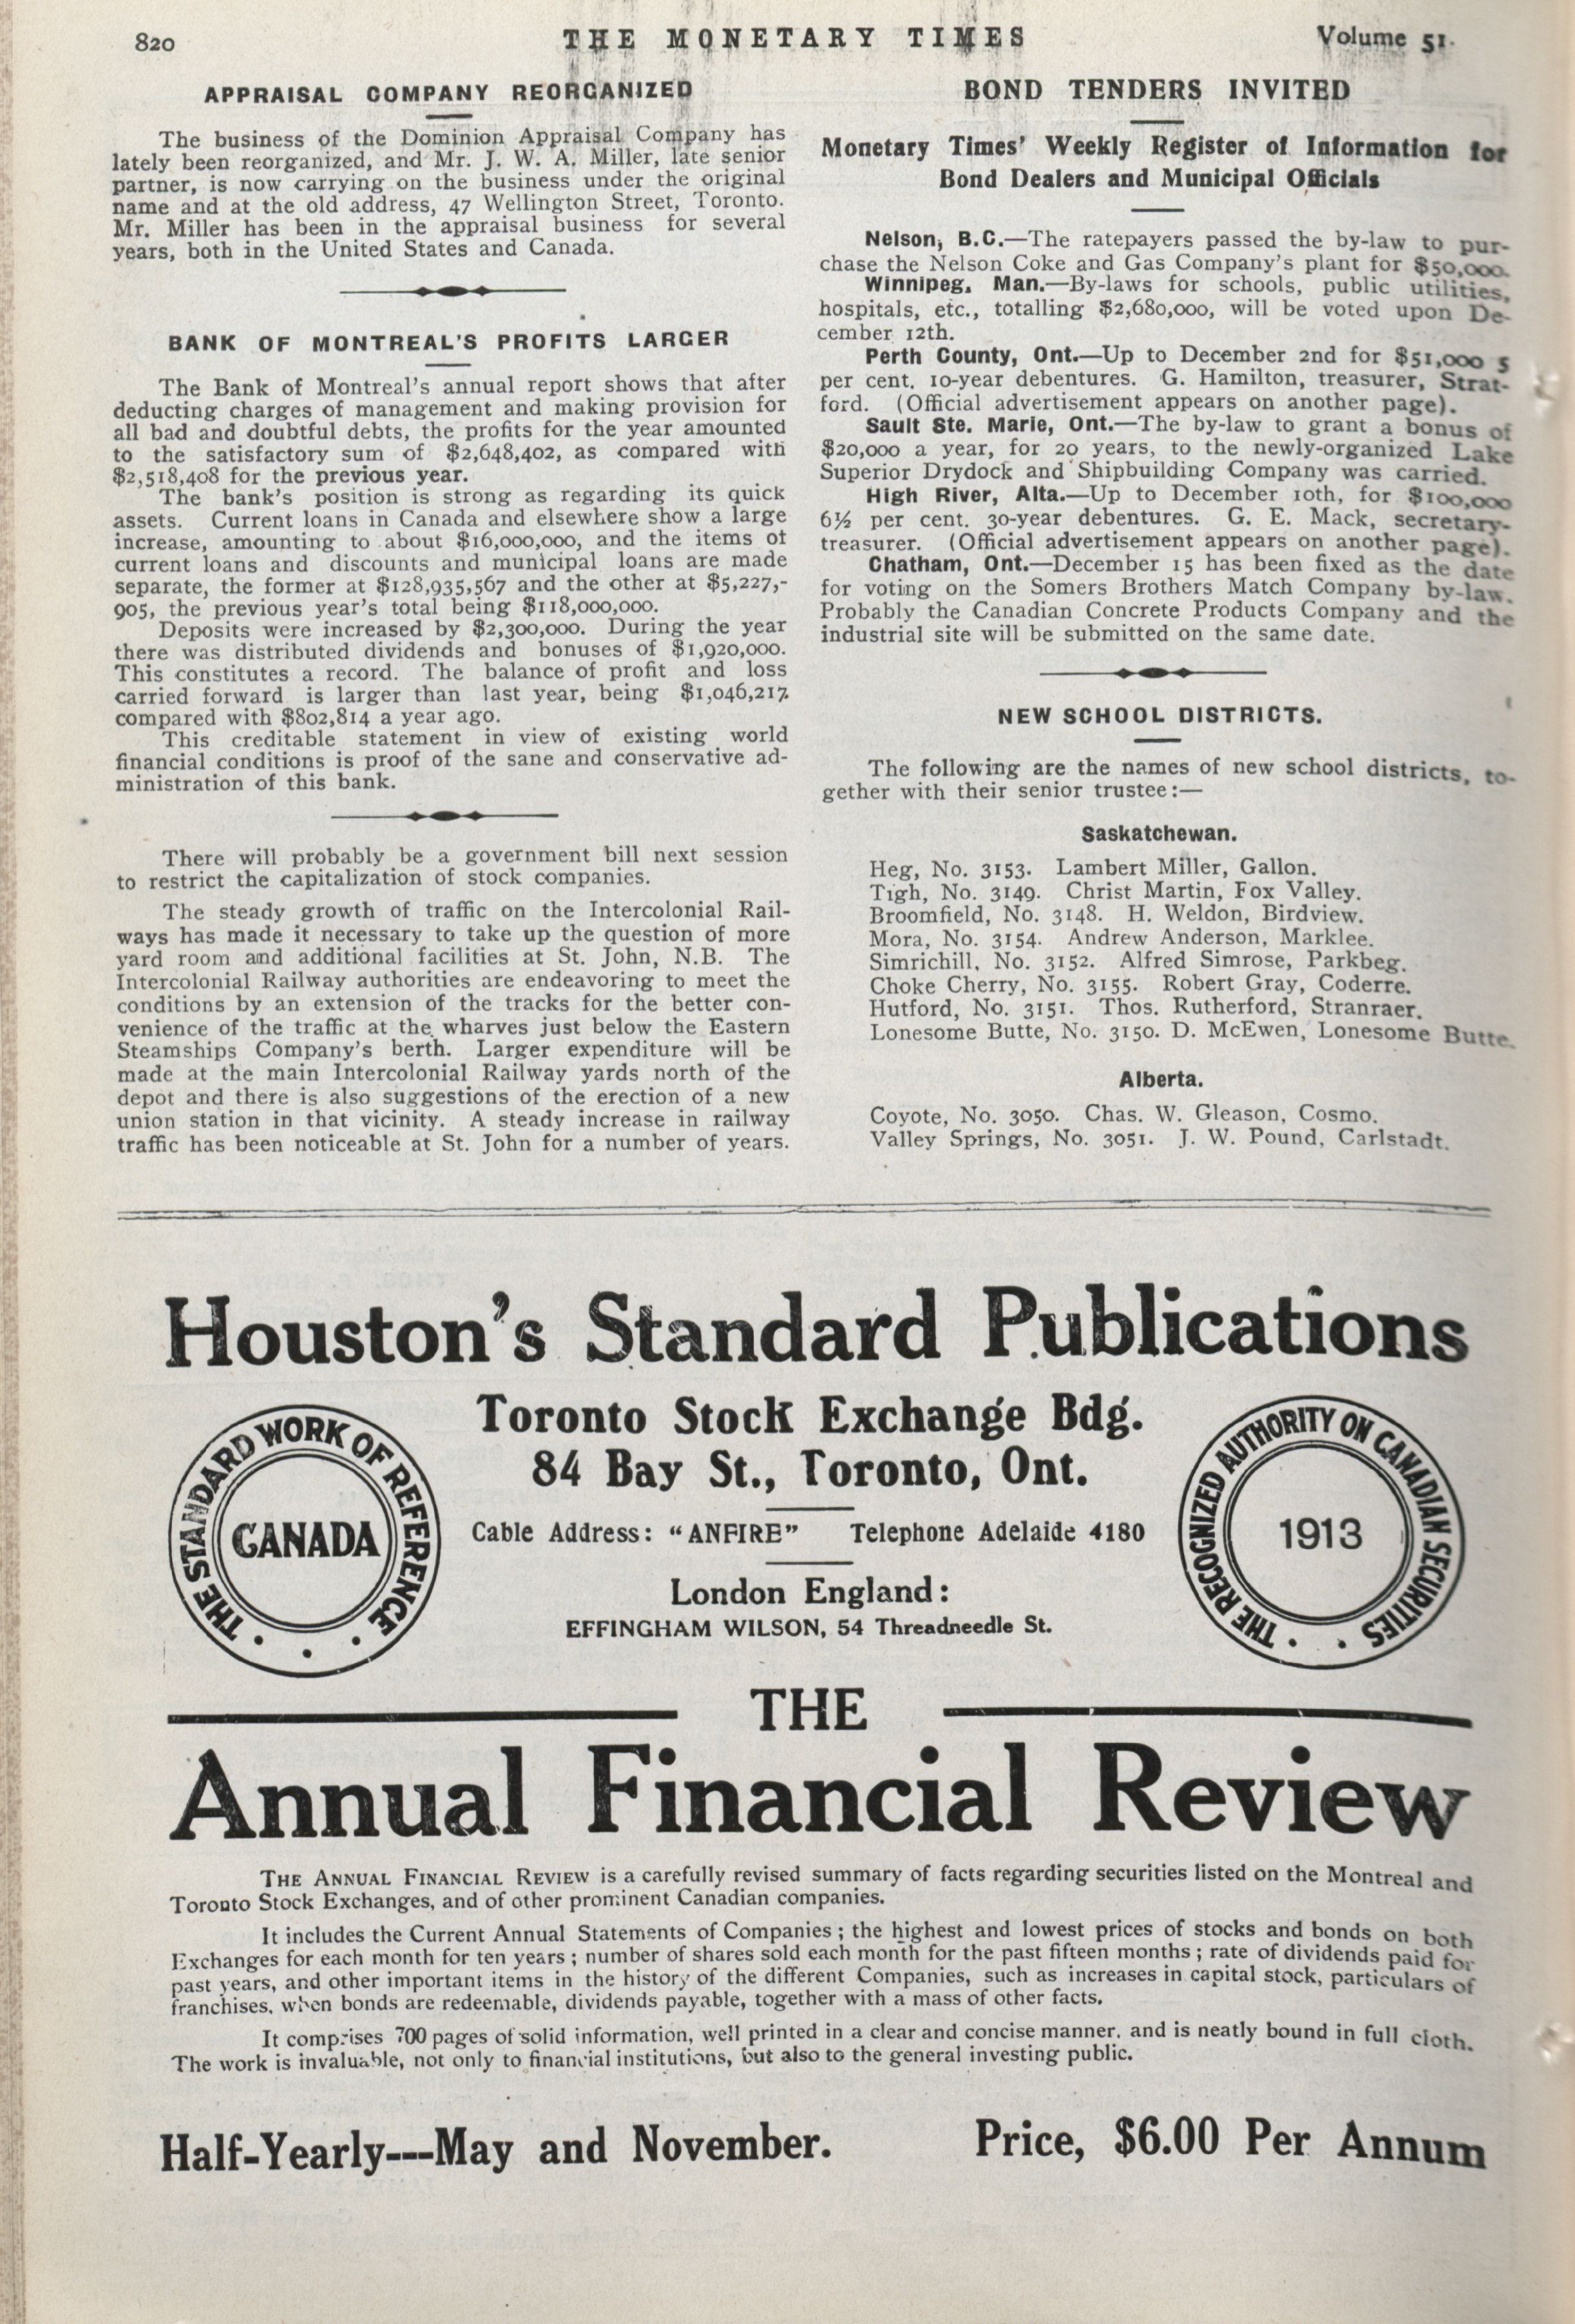 820
THE MONETARY TIMES
Volume 51.
APPRAISAL COMPANY REORGANIZED
The business of the Dominion Appraisal Company has
lately been reorganized, and Mr. J. W. A. Miller, late senior
partner, is now carrying on the business under the original
name and at the old address, 47 Wellington Street, Toronto.
Mr. Miller has been in the appraisal business for several
years, both in the United States and Canada.
BANK OF MONTREAL'S PROFITS LARGER
The Bank of Montreal's annual report shows that after
deducting charges of management and making provision for
all bad and doubtful debts, the profits for the year amounted
to the satisfactory sum of $2,648,402, as compared with
$2,518,408 for the previous year.
The bank's position is strong as regarding its quick
assets. Current loans in Canada and elsewhere show a large
increase, amounting to about $16,000,000, and the items of
current loans and discounts and municipal loans are made
separate, the former at $128,935,567 and the other at $5,227,-
905, the previous year's total being $118,000,000.
Deposits were increased by $2,300,000. During the year
there was distributed dividends and bonuses of $1,920,000.
This constitutes a record. The balance of profit and loss
carried forward is larger than last year, being $1,046,217
compared with $802,814 a year ago.
This creditable statement in view of existing world
financial conditions is proof of the sane and conservative ad-
ministration of this bank.
There will probably be a government bill next session
to restrict the capitalization of stock companies.
The steady growth of traffic on the Intercolonial Rail-
ways has made it necessary to take up the question of more
yard room and additional facilities at St. John, N.B. The
Intercolonial Railway authorities are endeavoring to meet the
conditions by an extension of the tracks for the better con-
venience of the traffic at the wharves just below the Eastern
Steamships Company's berth. Larger expenditure will be
made at the main Intercolonial Railway yards north of the
depot and there is also suggestions of the erection of a new
union station in that vicinity. A steady increase in railway
traffic has been noticeable at St. John for a number of years.
BOND TENDERS INVITED
Monetary Times' Weekly Register of Information for
Bond Dealers and Municipal Officials
Nelson, B.C.—The ratepayers passed the by-law to pur-
chase the Nelson Coke and Gas Company's plant for $50,000.
Winnipeg, Man.—By-laws for schools, public utilities,
hospitals, etc., totalling $2,680,000, will be voted upon De-
cember 12th.
Perth County, Ont.—Up to December 2nd for $51,000 5
per cent. 10-year debentures. G. Hamilton, treasurer, Strat-
ford. (Official advertisement appears on another page).
Sault Ste. Marie, Ont.—The by-law to grant a bonus of
$20,000 a year, for 20 years, to the newly-organized Lake
Superior Drydock and Shipbuilding Company was carried.
High River, Alta.—Up to December 10th, for $100,000
6½ per cent. 30-year debentures. G. E. Mack, secretary-
treasurer. (Official advertisement appears on another page).
Chatham, Ont.—December 15 has been fixed as the date
for voting on the Somers Brothers Match Company by-law.
Probably the Canadian Concrete Products Company and the
industrial site will be submitted on the same date.
NEW SCHOOL DISTRICTS.
The following are the names of new school districts, to-
gether with their senior trustee:—
Saskatchewan.
Heg, No. 3153. Lambert Miller, Gallon.
Tigh, No. 3149. Christ Martin, Fox Valley.
Broomfield, No. 3148. H. Weldon, Birdview.
Mora, No. 3154. Andrew Anderson, Marklee.
Simrichill, No. 3152. Alfred Simrose, Parkbeg.
Choke Cherry, No. 3155. Robert Gray, Coderre.
Hutford, No. 3151. Thos. Rutherford, Stranraer.
Lonesome Butte, No. 3150. D. McEwen, Lonesome Butte.
Alberta.
Coyote, No. 3050. Chas. W. Gleason, Cosmo.
Valley Springs, No. 3051. J. W. Pound, Carlstadt.
Houston's Standard Publications
Toronto Stock Exchange Bdg.
84 Bay St., Toronto, Ont.
Cable Address: "ANFIRE" Telephone Adelaide 4180
London England:
EFFINGHAM WILSON, 54 Threadneedle St.
THE STANDARD WORK OF REFERENCE
CANADA
THE RECOGNIZED AUTHORITY ON CANADIAN SECURITIES
1913
THE
Annual Financial Review
THE ANNUAL FINANCIAL REVIEW is a carefully revised summary of facts regarding securities listed on the Montreal and
Toronto Stock Exchanges, and of other prominent Canadian companies.
It includes the Current Annual Statements of Companies; the highest and lowest prices of stocks and bonds on both
Exchanges for each month for ten years; number of shares sold each month for the past fifteen months; rate of dividends paid for
past years, and other important items in the history of the different Companies, such as increases in capital stock, particulars of
franchises, when bonds are redeemable, dividends payable, together with a mass of other facts.
It comprises 700 pages of solid information, well printed in a clear and concise manner, and is neatly bound in full cloth.
The work is invaluable, not only to financial institutions, but also to the general investing public.
Half-Yearly---May and November. Price, $6.00 Per Annum